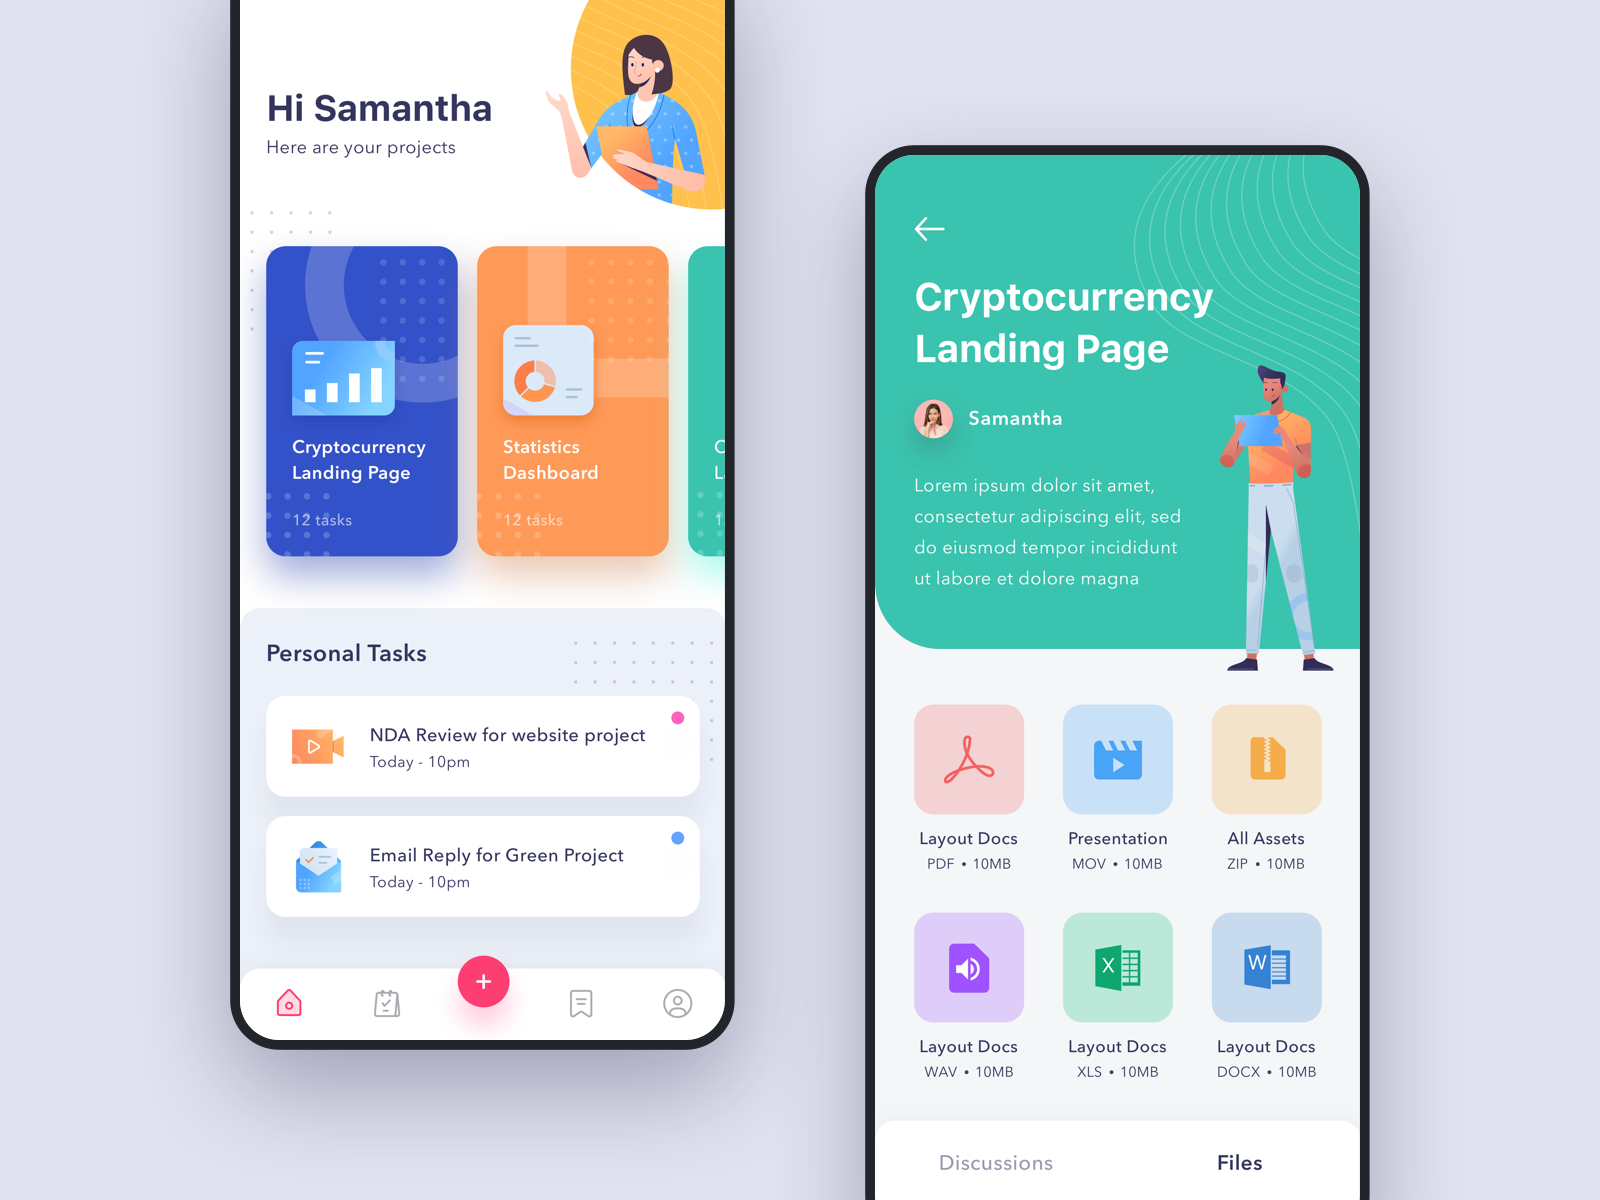 Hi Samantha
Here are your projects
Cryptocurrency
Landing Page
12 tasks
Statistics
Dashboard
12 tasks
Personal Tasks
NDA Review for website project
Today - 10pm
Email Reply for Green Project
Today - 10pm
Cryptocurrency
Landing Page
Samantha
Lorem ipsum dolor sit amet,
consectetur adipiscing elit, sed
do eiusmod tempor incididunt
ut labore et dolore magna
Layout Docs
PDF • 10MB
Presentation
MOV • 10MB
All Assets
ZIP • 10MB
Layout Docs
WAV • 10MB
X
Layout Docs
XLS • 10MB
W
Layout Docs
DOCX • 10MB
Discussions
Files